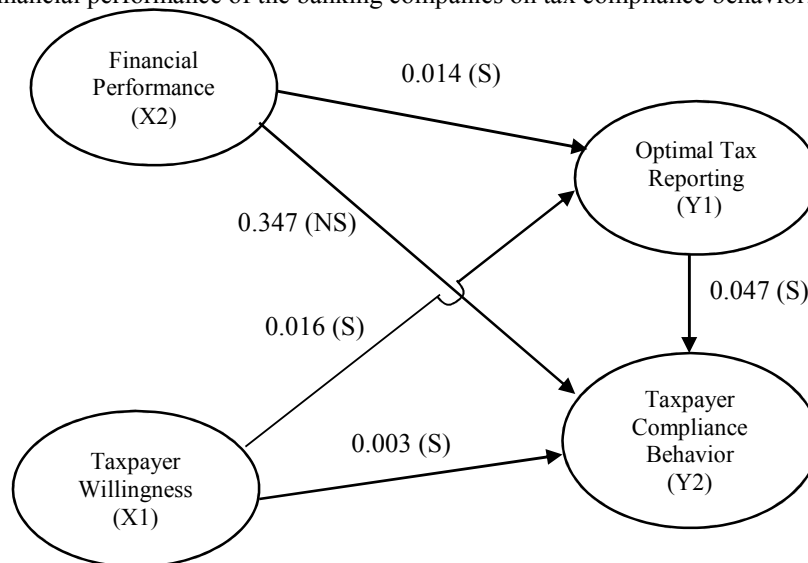 inancial performance of the banking companies on tax compliance behavior
Financial
Performance
(X2)
0.014 (S)
Optimal Tax
Reporting
(Y1)
0.347 (NS)
0.047 (S)
0.016 (S)
Taxpayer
Compliance
Behavior
(Y2)
0.003 (S)
Taxpayer
Willingness
(X1)